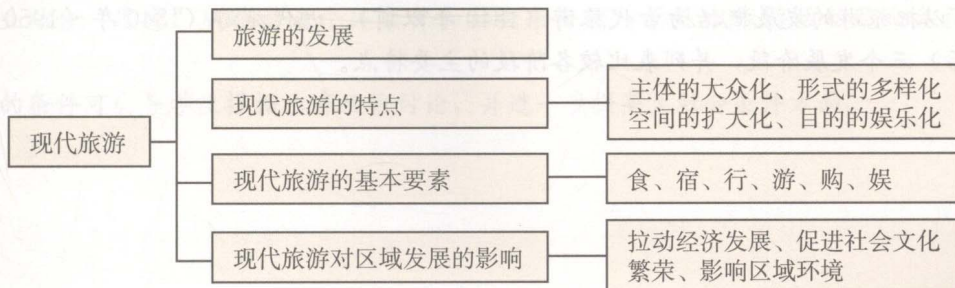 旅游的发展
现代旅游的特点
主体的大众化、形式的多样化
空间的扩大化、目的的娱乐化
现代旅游
现代旅游的基本要素
食、宿、行、游、购、娱
现代旅游对区域发展的影响
拉动经济发展、促进社会文化
繁荣、影响区域环境